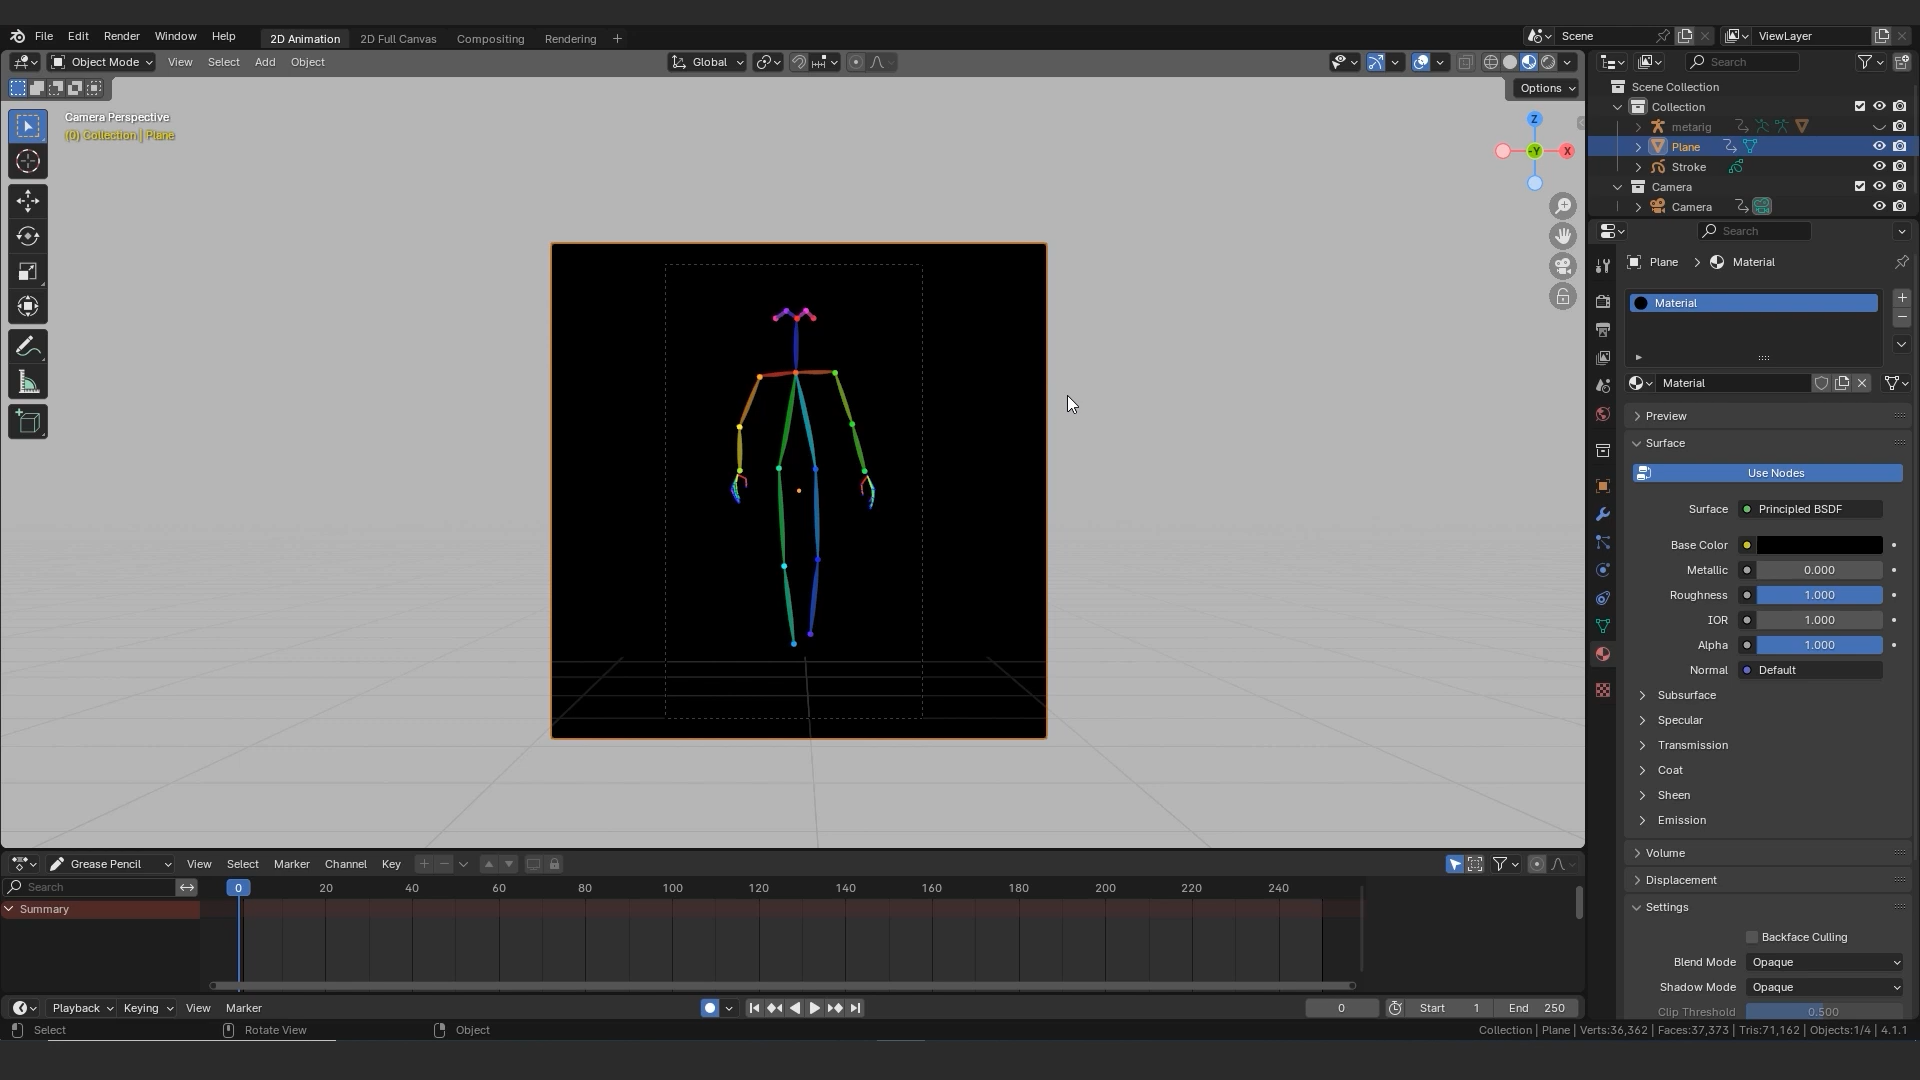 File Edit Render Window Help 2D Animation 2D Full Canvas Compositing Rendering + Scene ViewLayer
Object Mode View Select Add Object Global Search
Options
Scene Collection
Collection
metarig
Plane
Stroke
Camera
Camera
Camera Perspective
(0) Collection | Plane
Z
-Y
X
Search
Plane > Material
Material
Material
Preview
Surface
Use Nodes
Surface Principled BSDF
Base Color
Metallic 0.000
Roughness 1.000
IOR 1.000
Alpha 1.000
Normal Default
Subsurface
Specular
Transmission
Coat
Sheen
Emission
Volume
Displacement
Settings
Backface Culling
Blend Mode Opaque
Shadow Mode Opaque
Clip Threshold 0.500
Grease Pencil View Select Marker Channel Key
Search 0 20 40 60 80 100 120 140 160 180 200 220 240
Summary
Playback Keying View Marker 0 Start 1 End 250
Select Rotate View Object Collection | Plane | Verts:36,362 | Faces:37,373 | Tris:71,162 | Objects:1/4 | 4.1.1